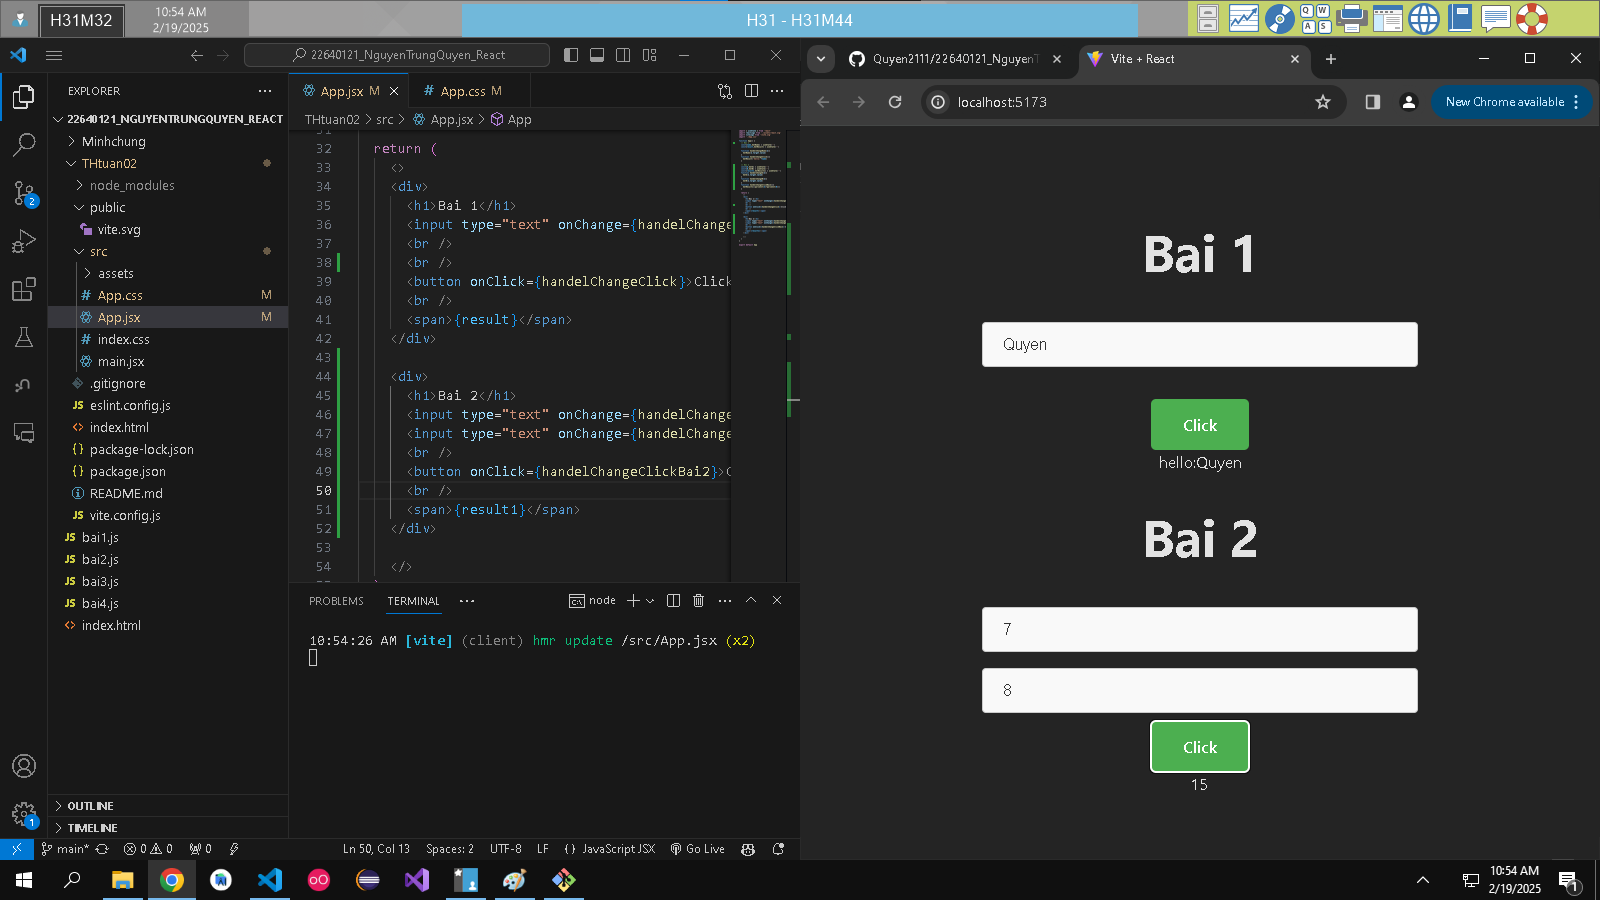 H31M32
10:54 AM
2/19/2025
H31 - H31M44
Q W
A S
22640121_NguyenTrungQuyen_React
EXPLORER
22640121_NGUYENTRUNGQUYEN_REACT
Minhchung
THtuan02
node_modules
public
vite.svg
src
assets
# App.css M
App.jsx M
# index.css
main.jsx
.gitignore
JS eslint.config.js
<> index.html
{} package-lock.json
{} package.json
README.md
JS vite.config.js
JS bai1.js
JS bai2.js
JS bai3.js
JS bai4.js
<> index.html
OUTLINE
TIMELINE
2
1
App.jsx M
# App.css M
THtuan02 > src > App.jsx > App
32 return (
33 <>
34 <div>
35 <h1>Bai 1</h1>
36 <input type="text" onChange={handelChange
37 <br />
38 <br />
39 <button onClick={handelChangeClick}>Click
40 <br />
41 <span>{result}</span>
42 </div>
43
44 <div>
45 <h1>Bai 2</h1>
46 <input type="text" onChange={handelChange
47 <input type="text" onChange={handelChange
48 <br />
49 <button onClick={handelChangeClickBai2}>C
50 <br />
51 <span>{result1}</span>
52 </div>
53
54 </>
PROBLEMS
TERMINAL
node
10:54:26 AM [vite] (client) hmr update /src/App.jsx (x2)
main*
0 0
0
Ln 50, Col 13
Spaces: 2
UTF-8
LF
{} JavaScript JSX
Go Live
Quyen2111/22640121_NguyenT
Vite + React
localhost:5173
New Chrome available
Bai 1
Quyen
Click
hello:Quyen
Bai 2
7
8
Click
15
10:54 AM
2/19/2025
1